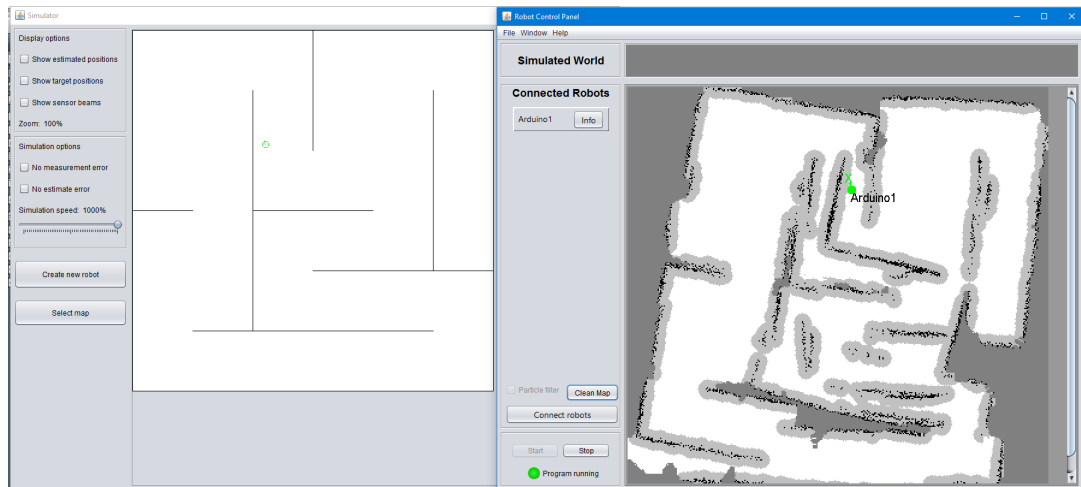 Simulator
Display options
Show estimated positions
Show target positions
Show sensor beams
Zoom: 100%
Simulation options
No measurement error
No estimate error
Simulation speed: 1000%
Create new robot
Select map
Robot Control Panel
File Window Help
Simulated World
Connected Robots
Arduino1 Info
X
Arduino1
Particle filter Clean Map
Connect robots
Start Stop
Program running